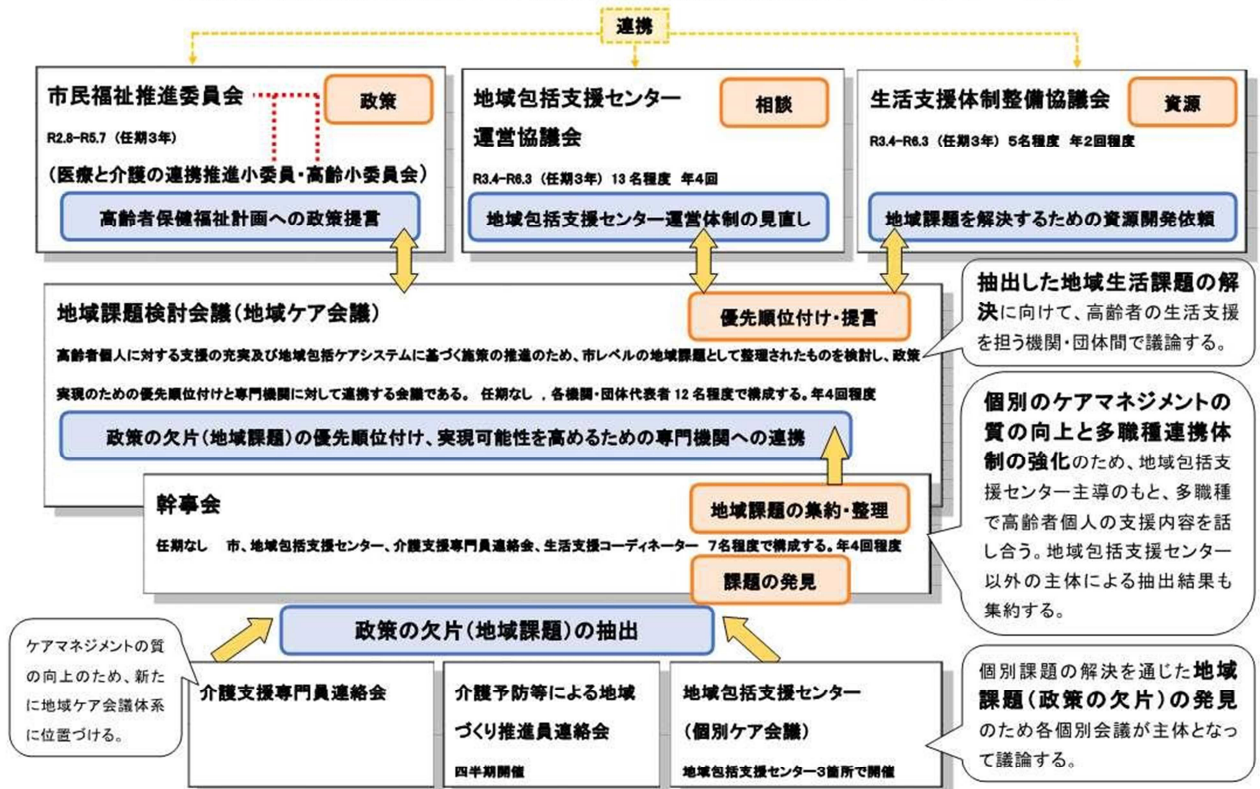 連携
市民福祉推進委員会
政策
R2.8-R5.7（任期3年）
（医療と介護の連携推進小委員会・高齢小委員会）
高齢者保健福祉計画への政策提言
地域包括支援センター
運営協議会
相談
R3.4-R6.3（任期3年）13名程度 年4回
地域包括支援センター運営体制の見直し
生活支援体制整備協議会
資源
R3.4-R6.3（任期3年）5名程度 年2回程度
地域課題を解決するための資源開発依頼
地域課題検討会議（地域ケア会議）
優先順位付け・提言
高齢者個人に対する支援の充実及び地域包括ケアシステムに基づく施策の推進のため、市レベルの地域課題として整理されたものを検討し、政策
実現のための優先順位付けと専門機関に対して連携する会議である。 任期なし ．各機関・団体代表者12名程度で構成する。年4回程度
政策の欠片（地域課題）の優先順位付け、実現可能性を高めるための専門機関への連携
抽出した地域生活課題の解
決に向けて、高齢者の生活支援
を担う機関・団体間で議論する。
幹事会
地域課題の集約・整理
任期なし 市、地域包括支援センター、介護支援専門員連絡会、生活支援コーディネーター 7名程度で構成する。年4回程度
課題の発見
個別のケアマネジメントの
質の向上と多職種連携体
制の強化のため、地域包括支
援センター主導のもと、多職種
で高齢者個人の支援内容を話
し合う。地域包括支援センター
以外の主体による抽出結果も
集約する。
政策の欠片（地域課題）の抽出
ケアマネジメントの質
の向上のため、新た
に地域ケア会議体系
に位置づける。
介護支援専門員連絡会
介護予防等による地域
づくり推進員連絡会
四半期開催
地域包括支援センター
（個別ケア会議）
地域包括支援センター3箇所で開催
個別課題の解決を通じた地域
課題（政策の欠片）の発見
のため各個別会議が主体となっ
て議論する。